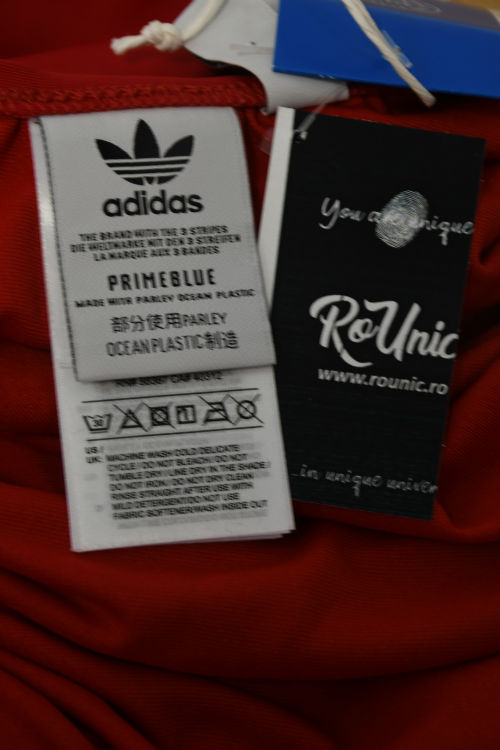 adidas
THE BRAND WITH THE 3 STRIPES
DIE WELTMARKE MIT DEN 3 STREIFEN
LA MARQUE AUX 3 BANDES
PRIMEBLUE
MADE WITH PARLEY OCEAN PLASTIC
部分使用PARLEY
OCEAN PLASTIC制造
30
US:
UK:
MACHINE WASH COLD DELICATE
CYCLE / DO NOT BLEACH / DO NOT
TUMBLE DRY / LINE DRY IN THE SHADE /
DO NOT IRON / DO NOT DRY CLEAN
RINSE STRAIGHT AFTER USE WITH
MILD DETERGENT/DO NOT USE
FABRIC SOFTENER/WASH INSIDE OUT
You are unique
RoUnic
www.rounic.ro
...in unique univer